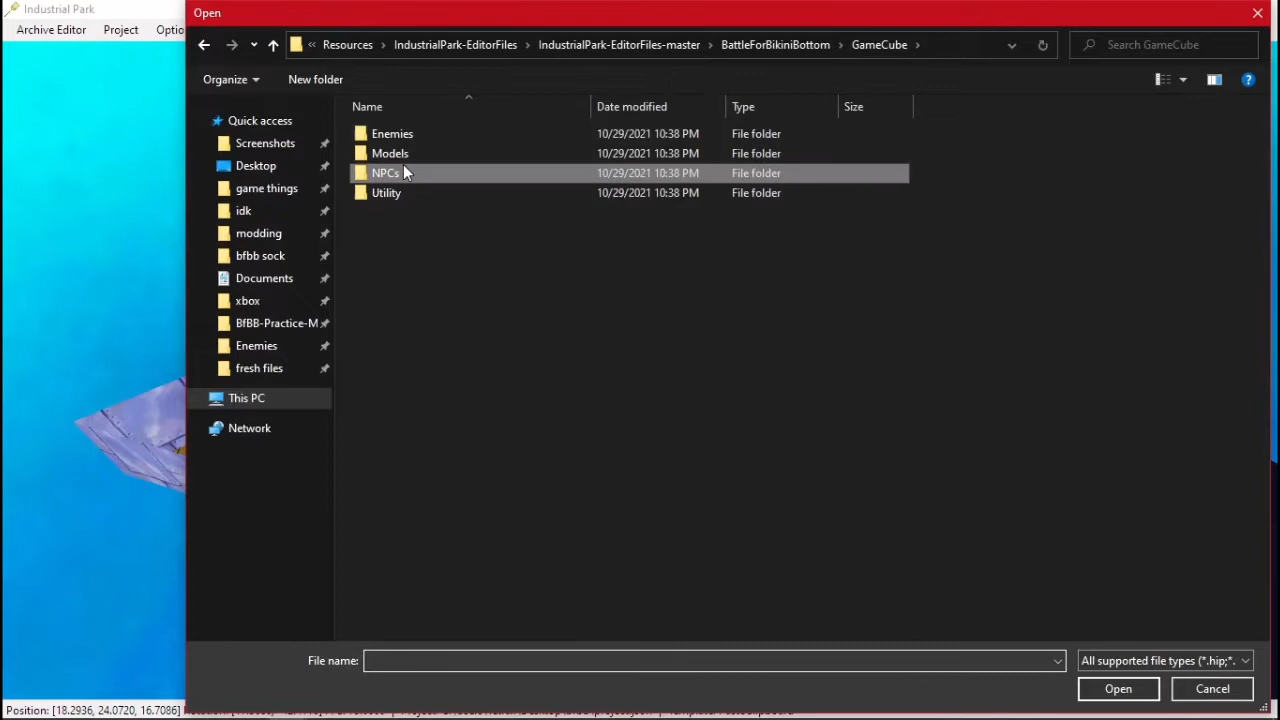 Industrial Park
Archive Editor Project Optio
Open
« Resources > IndustrialPark-EditorFiles > IndustrialPark-EditorFiles-master > BattleForBikiniBottom > GameCube >
Search GameCube
Organize New folder
Name Date modified Type Size
Enemies 10/29/2021 10:38 PM File folder
Models 10/29/2021 10:38 PM File folder
NPCs 10/29/2021 10:38 PM File folder
Utility 10/29/2021 10:38 PM File folder
Quick access
Screenshots
Desktop
game things
idk
modding
bfbb sock
Documents
xbox
BfBB-Practice-M
Enemies
fresh files
This PC
Network
File name:
All supported file types (*.hip;*.
Open Cancel
Position: [18.2936, 24.0720, 16.7086]